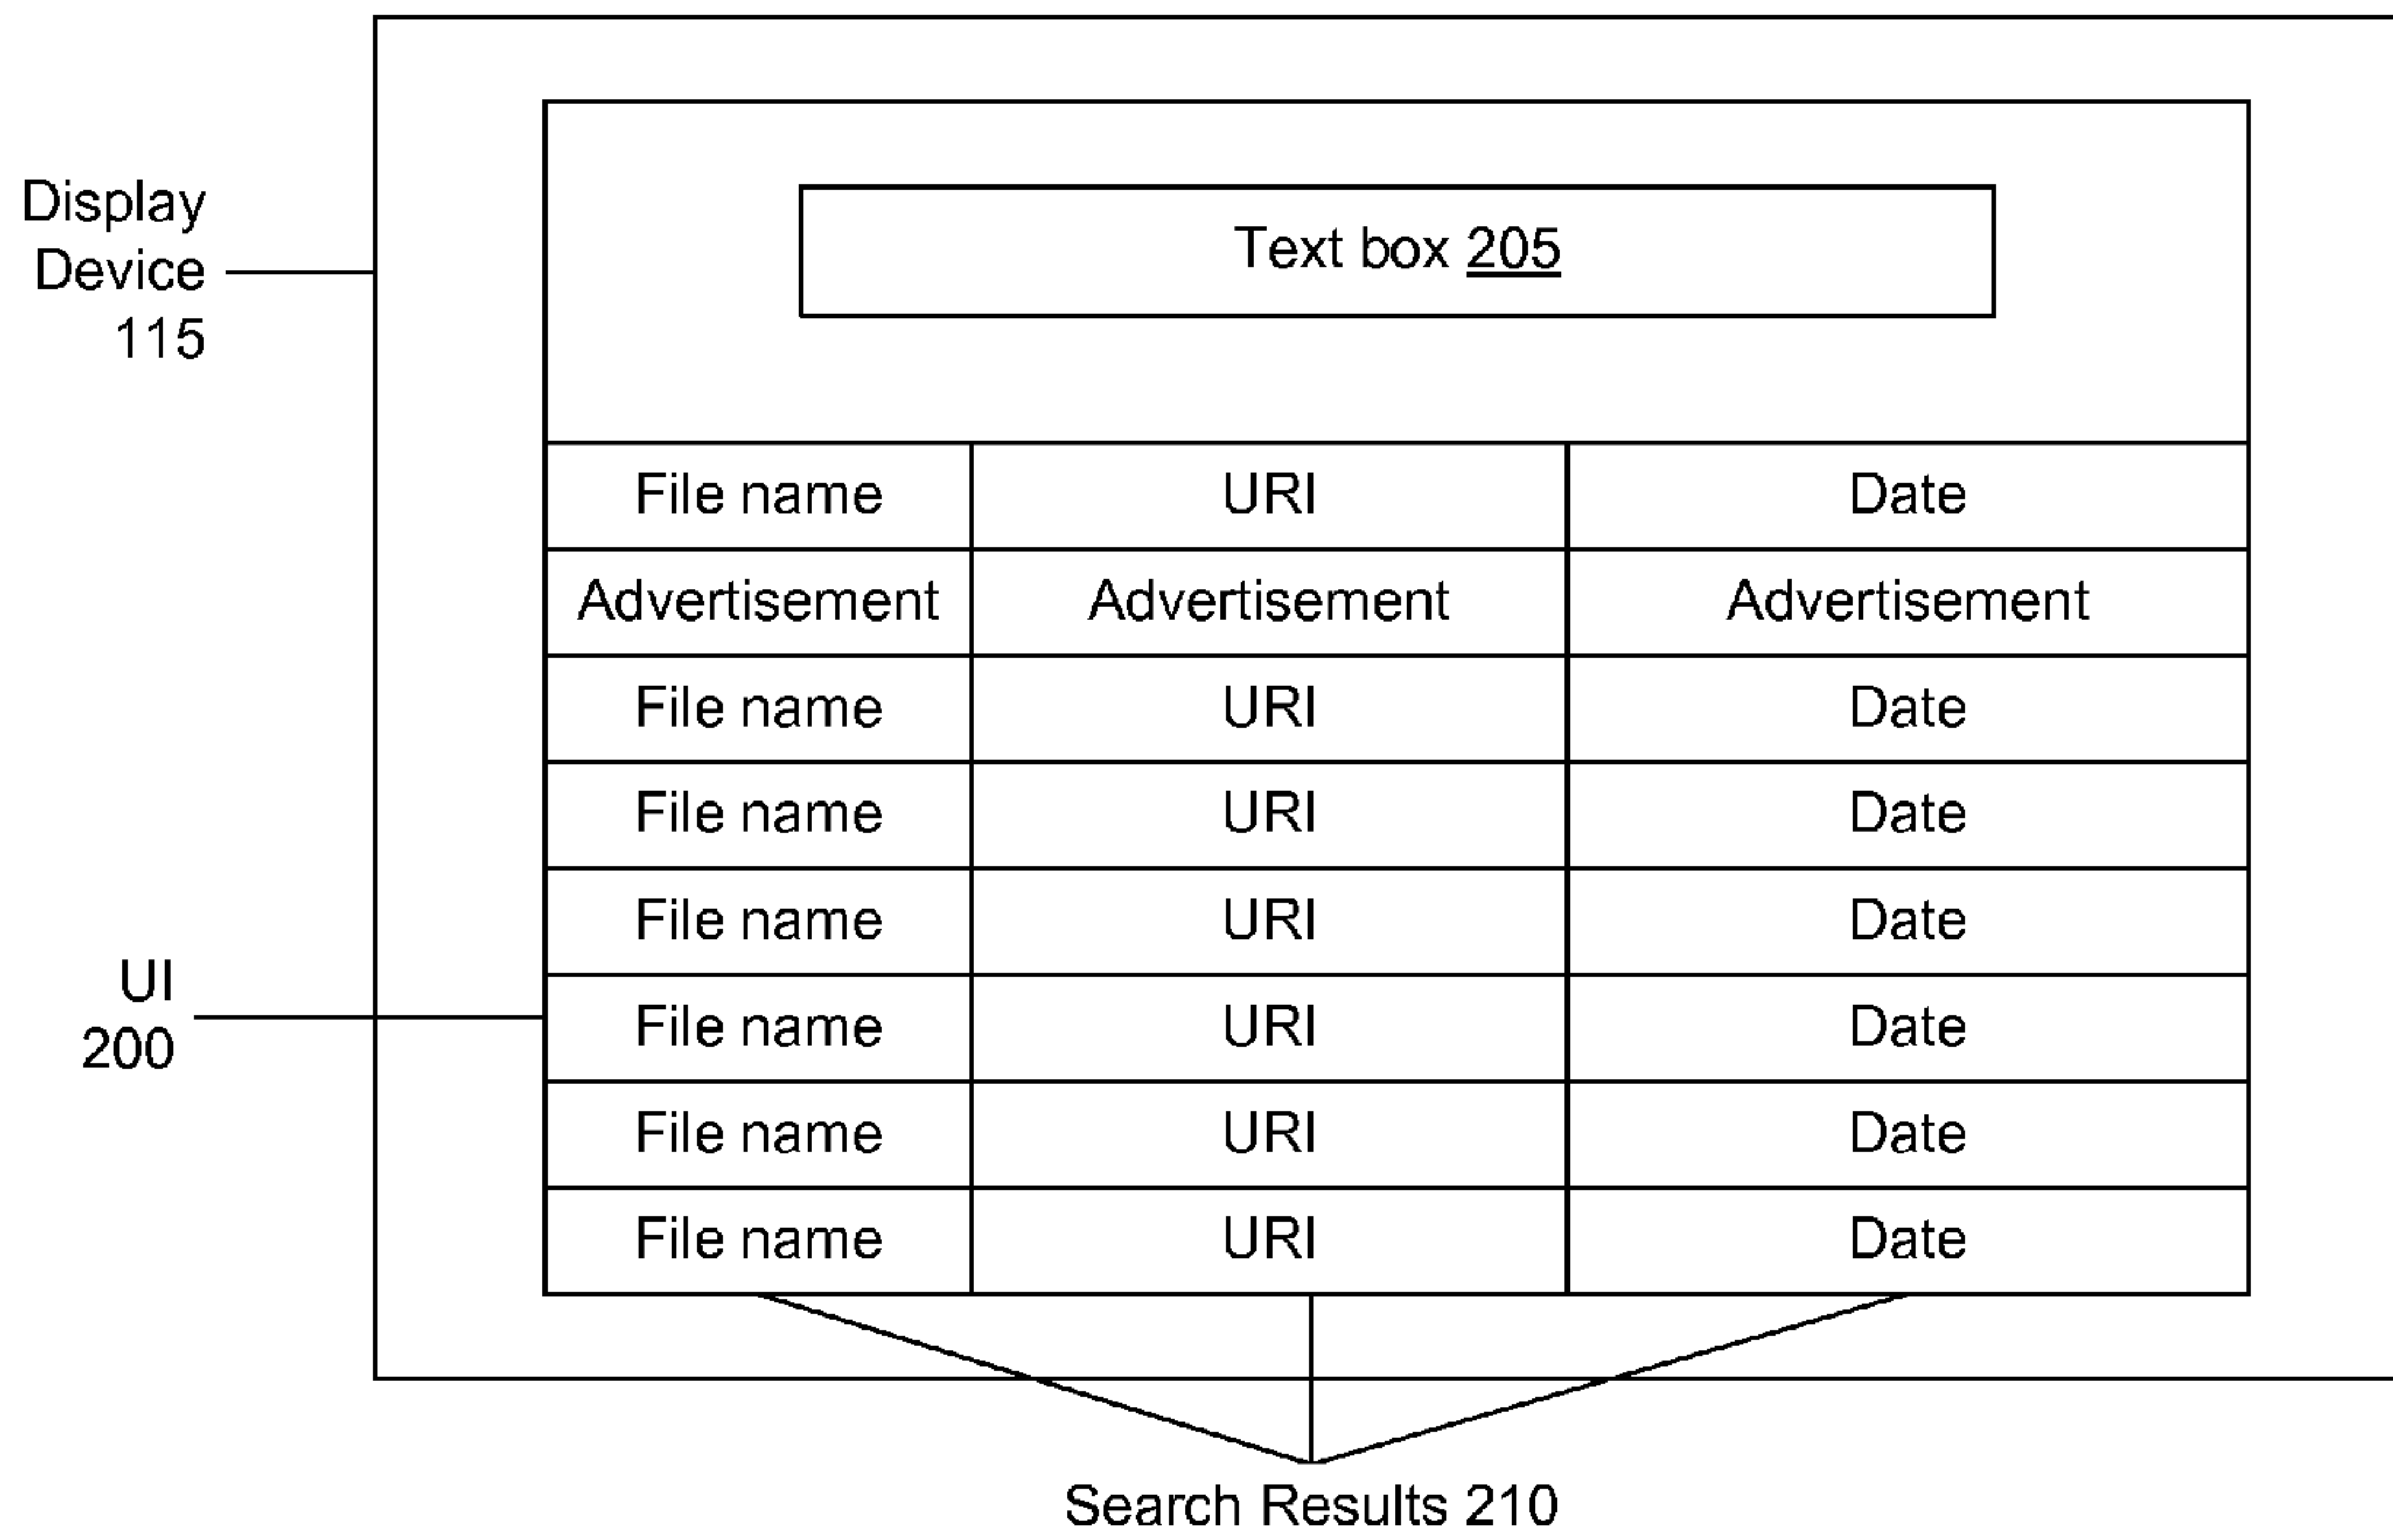 Display
Device
115
Text box 205
File name URI Date
Advertisement Advertisement Advertisement
File name URI Date
File name URI Date
File name URI Date
UI
200
File name URI Date
File name URI Date
File name URI Date
Search Results 210